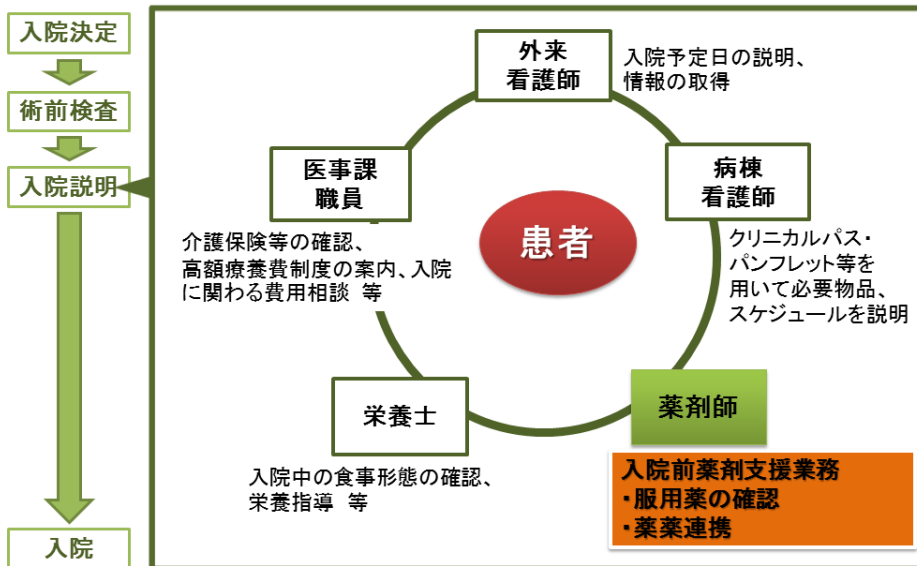 入院決定
術前検査
入院説明
入院
外来
看護師
入院予定日の説明、
情報の取得
病棟
看護師
クリニカルパス・
パンフレット等を
用いて必要物品、
スケジュールを説明
薬剤師
入院前薬剤支援業務
・服用薬の確認
・薬薬連携
栄養士
入院中の食事形態の確認、
栄養指導 等
医事課
職員
介護保険等の確認、
高額療養費制度の案内、入院
に関わる費用相談 等
患者